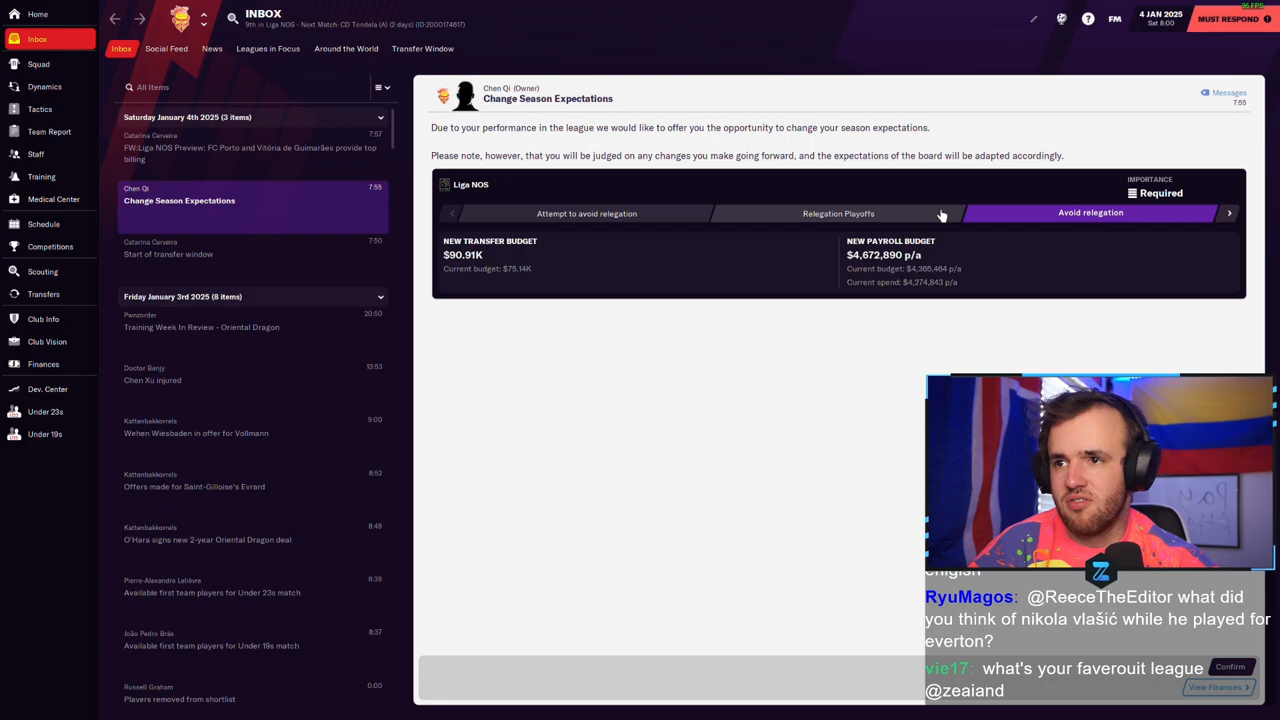 95 FPS
Home
Inbox
Squad
Dynamics
Tactics
Team Report
Staff
Training
Medical Center
Schedule
Competitions
Scouting
Transfers
Club Info
Club Vision
Finances
Dev. Center
Under 23s
Under 19s
INBOX
9th in Liga NOS - Next Match: CD Tondela (A) (2 days) (ID:2000174617)
FM
4 JAN 2025
Sat 8:00
MUST RESPOND
Inbox
Social Feed
News
Leagues in Focus
Around the World
Transfer Window
All Items
Saturday January 4th 2025 (3 items)
Catarina Cerveira 7:57
FW:Liga NOS Preview: FC Porto and Vitória de Guimarães provide top
billing
Chen Qi 7:55
Change Season Expectations
Catarina Cerveira 7:50
Start of transfer window
Friday January 3rd 2025 (8 items)
Pwnzorder 20:50
Training Week In Review - Oriental Dragon
Doctor Benjy 13:53
Chen Xu injured
Kattenbakkorrels 9:00
Wehen Wiesbaden in offer for Vollmann
Kattenbakkorrels 8:52
Offers made for Saint-Gilloise's Evrard
Kattenbakkorrels 8:49
O'Hara signs new 2-year Oriental Dragon deal
Pierre-Alexandre Lelièvre 8:39
Available first team players for Under 23s match
João Pedro Brás 8:37
Available first team players for Under 19s match
Russell Graham 0:00
Players removed from shortlist
Chen Qi (Owner)
Change Season Expectations
Messages
7:55
Due to your performance in the league we would like to offer you the opportunity to change your season expectations.
Please note, however, that you will be judged on any changes you make going forward, and the expectations of the board will be adapted accordingly.
Liga NOS
IMPORTANCE
Required
Attempt to avoid relegation
Relegation Playoffs
Avoid relegation
NEW TRANSFER BUDGET
$90.91K
Current budget: $75.14K
NEW PAYROLL BUDGET
$4,672,890 p/a
Current budget: $4,365,464 p/a
Current spend: $4,274,843 p/a
RyuMagos: @ReeceTheEditor what did
you think of nikola vlašić while he played for
everton?
vie17: what's your faverouit league
@zeaiand
Confirm
View Finances >